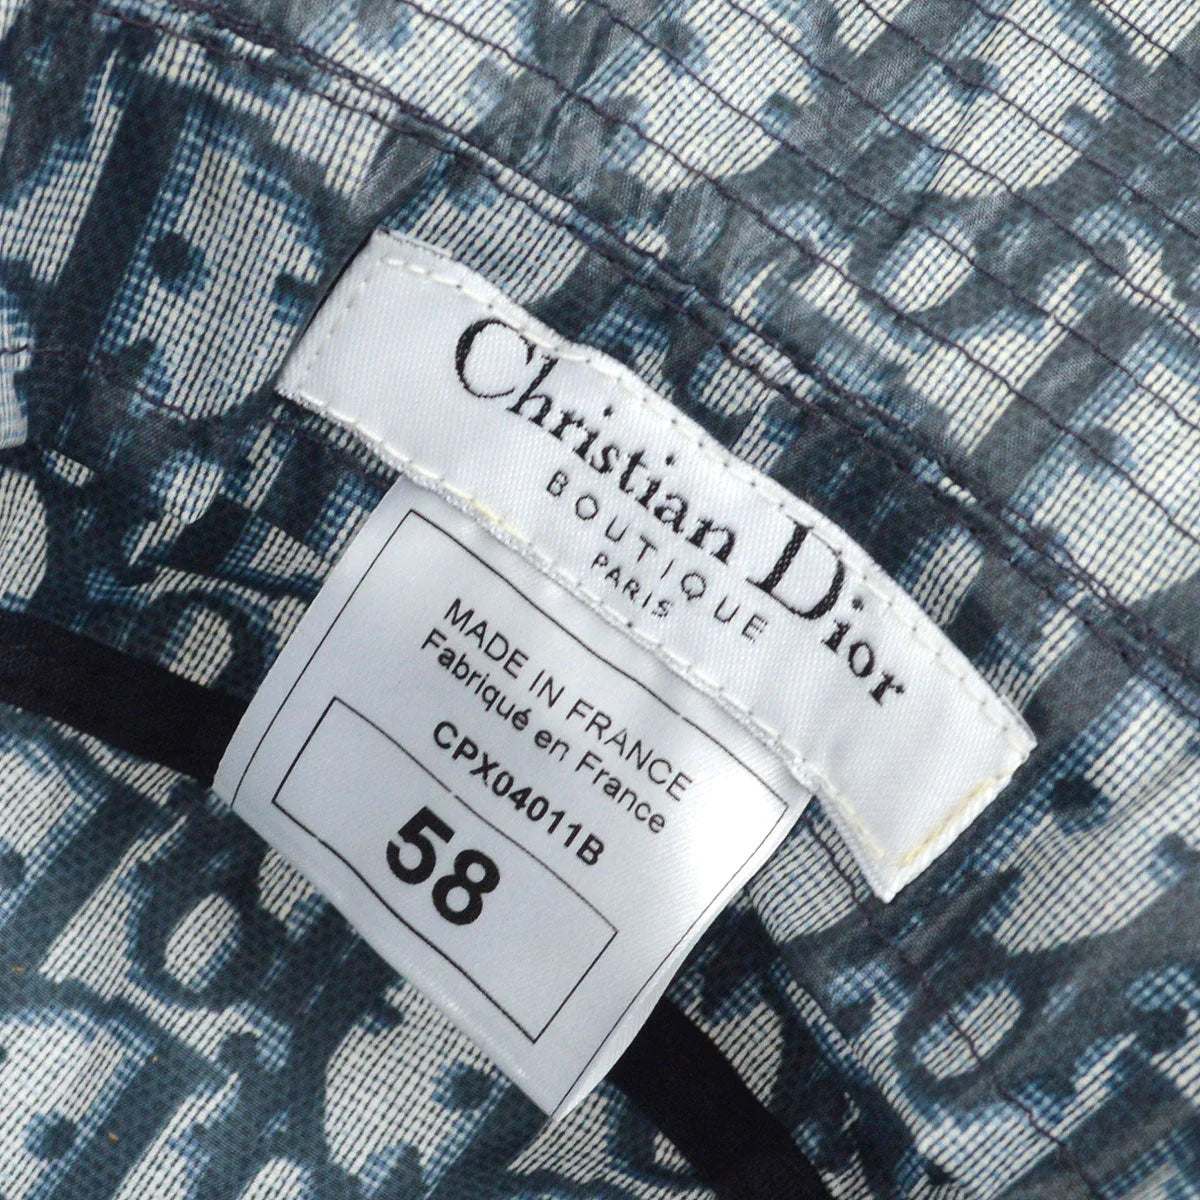 Christian Dior
BOUTIQUE
PARIS
MADE IN FRANCE
Fabriqué en France
CPX04011B
58